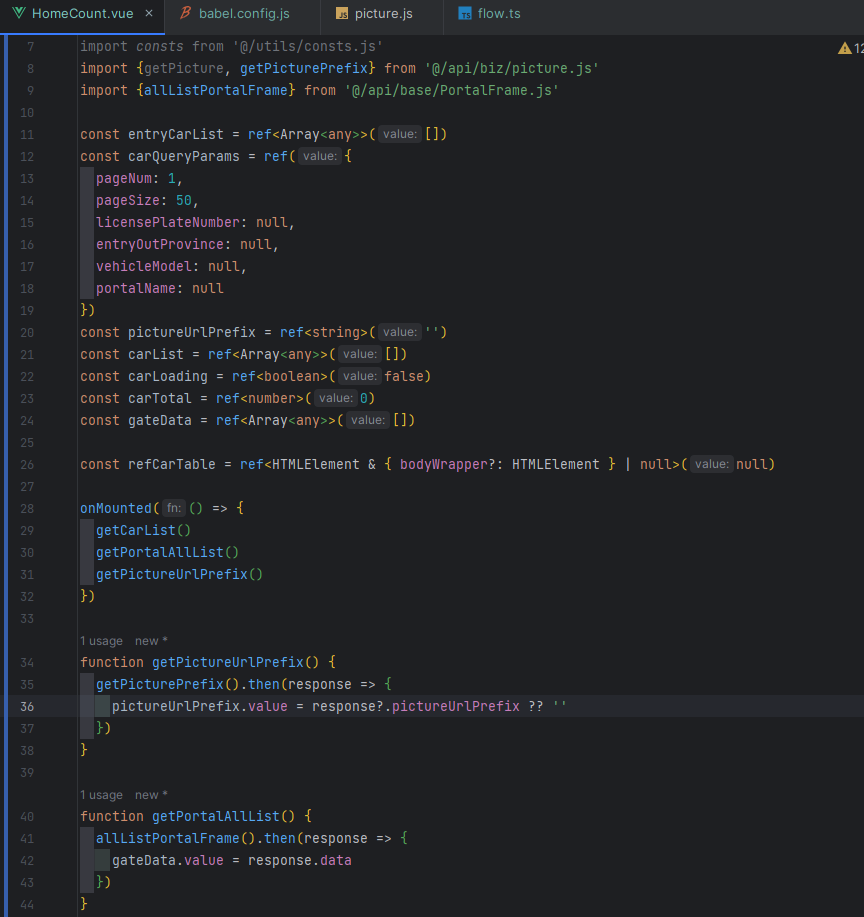 HomeCount.vue × babel.config.js picture.js flow.ts
7 import consts from '@/utils/consts.js'
8 import {getPicture, getPicturePrefix} from '@/api/biz/picture.js'
9 import {allListPortalFrame} from '@/api/base/PortalFrame.js'
10
11 const entryCarList = ref<Array<any>>( value: [])
12 const carQueryParams = ref( value: {
13 pageNum: 1,
14 pageSize: 50,
15 licensePlateNumber: null,
16 entryOutProvince: null,
17 vehicleModel: null,
18 portalName: null
19 })
20 const pictureUrlPrefix = ref<string>( value: '')
21 const carList = ref<Array<any>>( value: [])
22 const carLoading = ref<boolean>( value: false)
23 const carTotal = ref<number>( value: 0)
24 const gateData = ref<Array<any>>( value: [])
25
26 const refCarTable = ref<HTMLElement & { bodyWrapper?: HTMLElement } | null>( value: null)
27
28 onMounted( fn: () => {
29 getCarList()
30 getPortalAllList()
31 getPictureUrlPrefix()
32 })
33
1 usage new *
34 function getPictureUrlPrefix() {
35 getPicturePrefix().then(response => {
36 pictureUrlPrefix.value = response?.pictureUrlPrefix ?? ''
37 })
38 }
39
1 usage new *
40 function getPortalAllList() {
41 allListPortalFrame().then(response => {
42 gateData.value = response.data
43 })
44 }